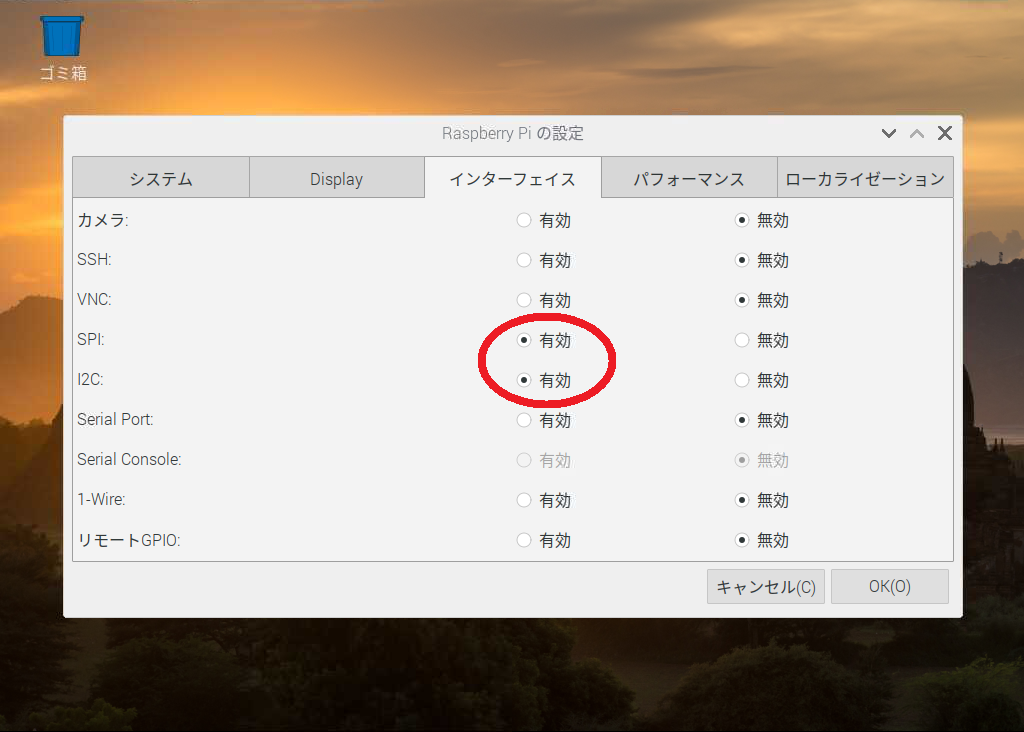 ゴミ箱
Raspberry Pi の設定
システム Display インターフェイス パフォーマンス ローカライゼーション
カメラ: 有効 無効
SSH: 有効 無効
VNC: 有効 無効
SPI: 有効 無効
I2C: 有効 無効
Serial Port: 有効 無効
Serial Console: 有効 無効
1-Wire: 有効 無効
リモートGPIO: 有効 無効
キャンセル(C) OK(O)